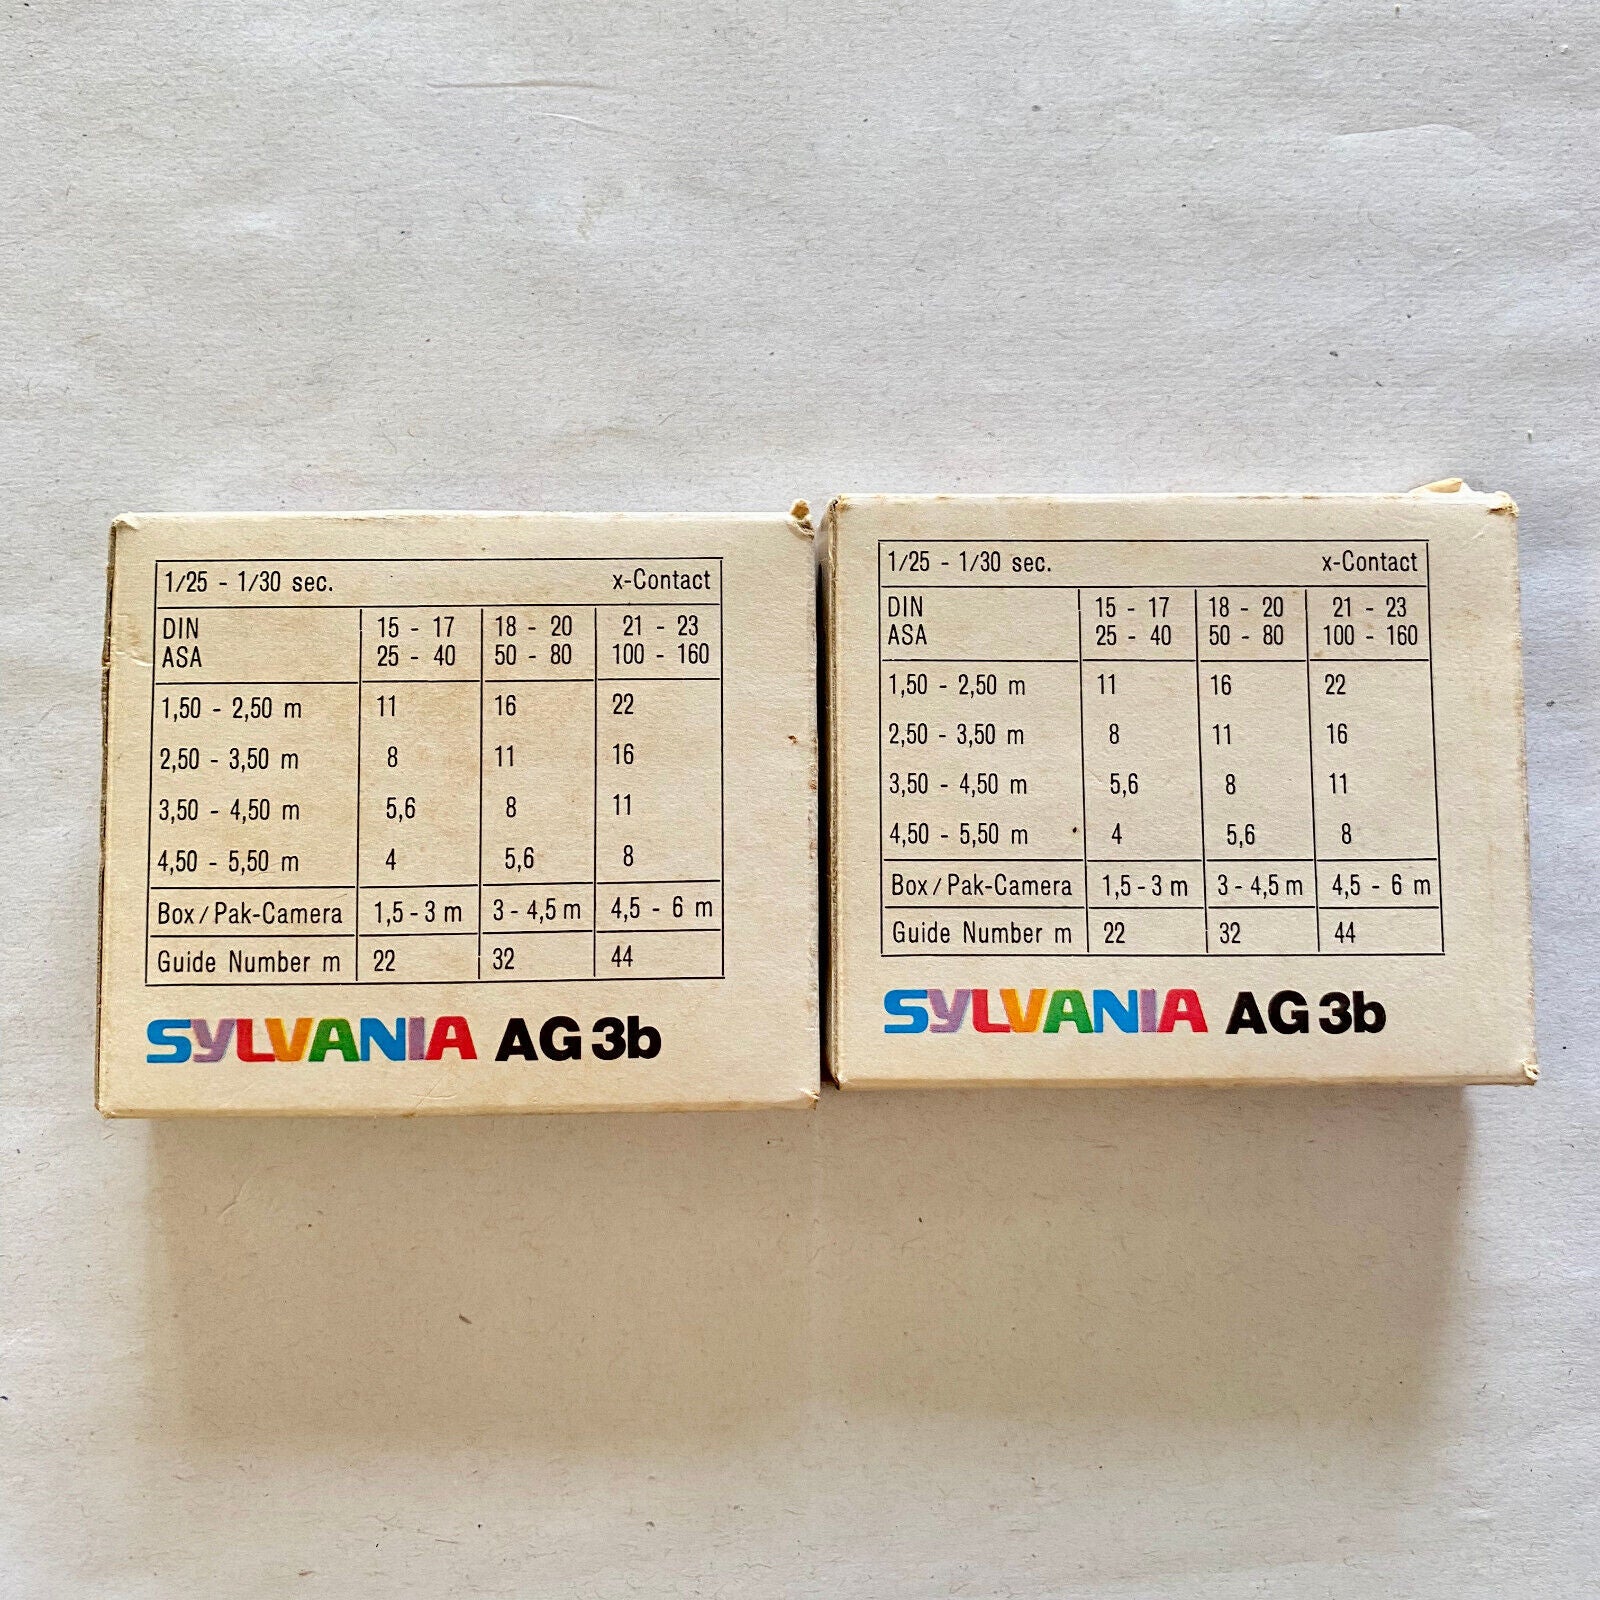 1/25 - 1/30 sec. x-Contact
DIN 15 - 17 18 - 20 21 - 23
ASA 25 - 40 50 - 80 100 - 160
1,50 - 2,50 m 11 16 22
2,50 - 3,50 m 8 11 16
3,50 - 4,50 m 5,6 8 11
4,50 - 5,50 m 4 5,6 8
Box/Pak-Camera 1,5-3 m 3-4,5 m 4,5 - 6 m
Guide Number m 22 32 44
SYLVANIA AG 3b
1/25 - 1/30 sec. x-Contact
DIN 15 - 17 18 - 20 21 - 23
ASA 25 - 40 50 - 80 100 - 160
1,50 - 2,50 m 11 16 22
2,50 - 3,50 m 8 11 16
3,50 - 4,50 m 5,6 8 11
4,50 - 5,50 m 4 5,6 8
Box/Pak-Camera 1,5-3 m 3-4,5 m 4,5 - 6 m
Guide Number m 22 32 44
SYLVANIA AG 3b